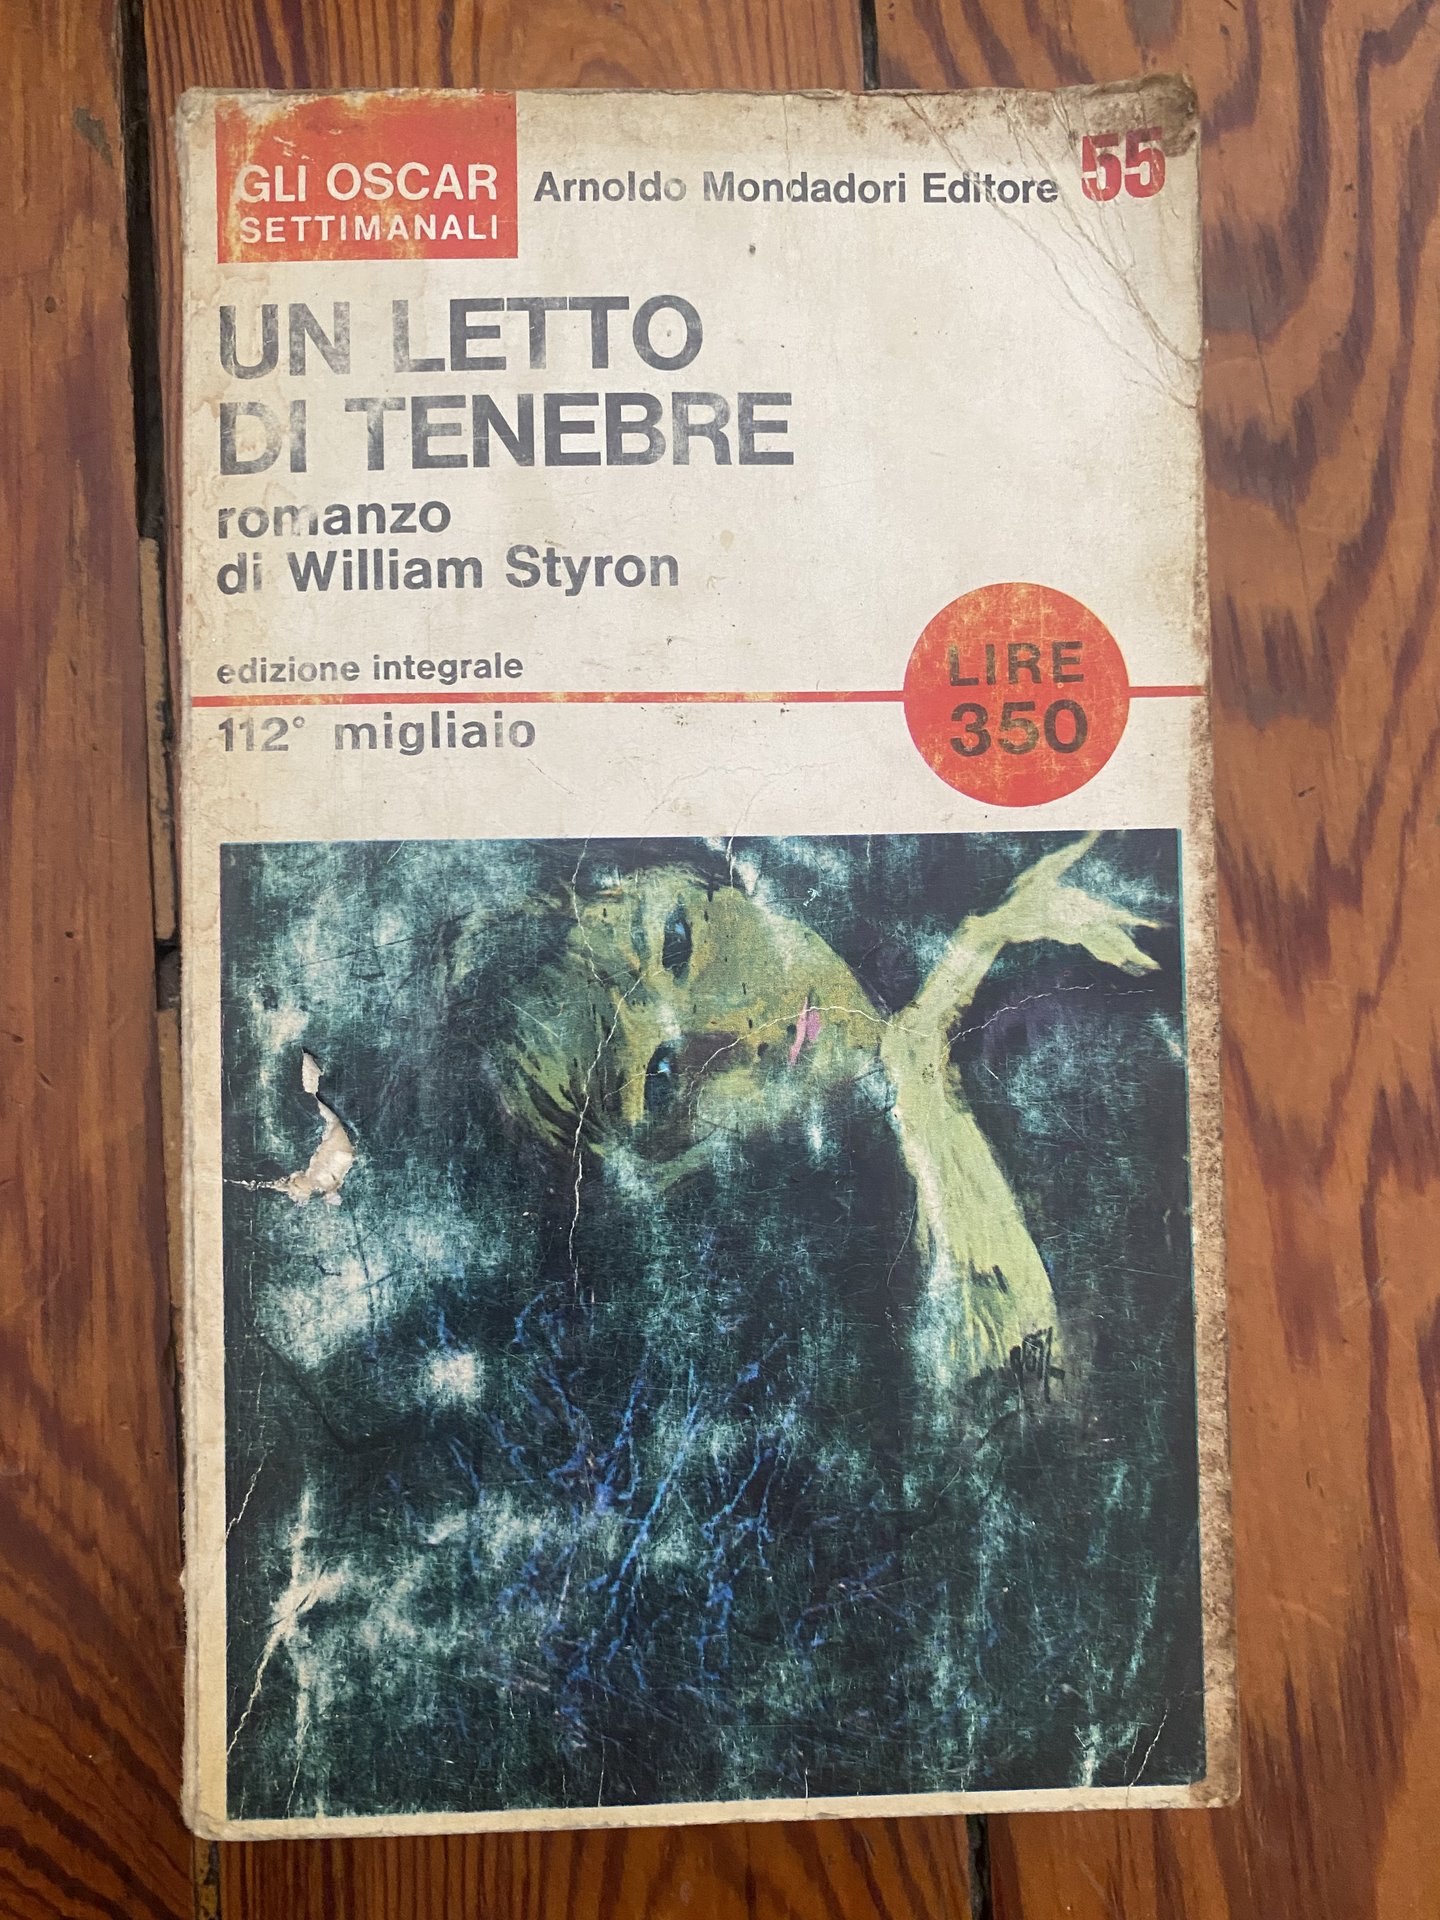 GLI OSCAR
SETTIMANALI
Arnoldo Mondadori Editore 55
UN LETTO
DI TENEBRE
romanzo
di William Styron
edizione integrale
112° migliaio
LIRE
350